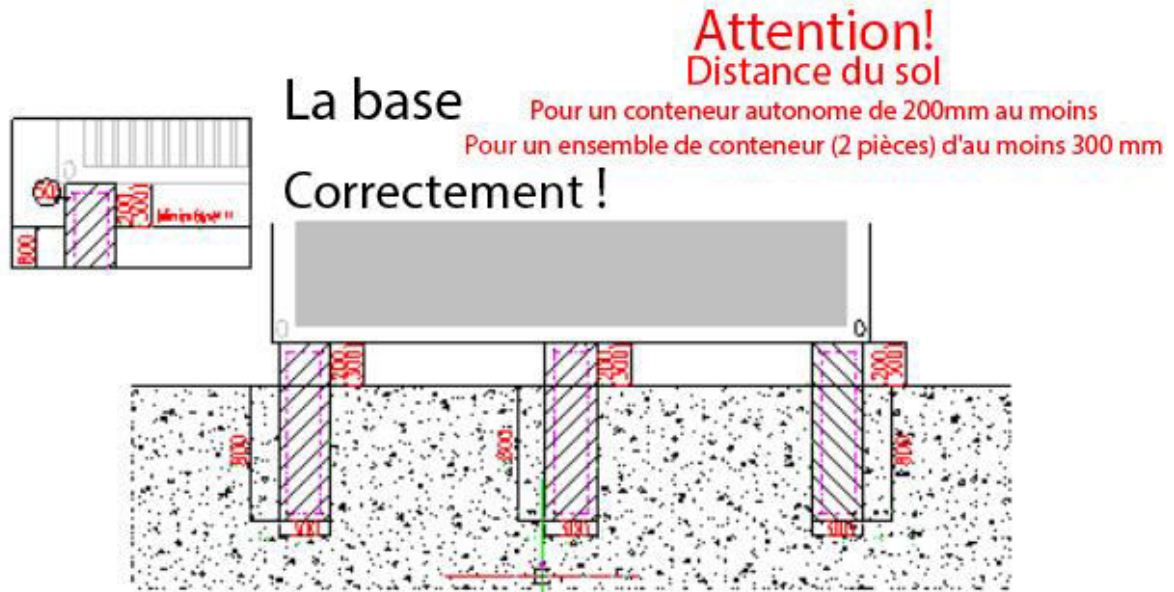 Attention!
Distance du sol
La base
Pour un conteneur autonome de 200mm au moins
Pour un ensemble de conteneur (2 pièces) d'au moins 300 mm
Correctement !
50
200
300
800
200
300
200
300
200
300
800
800
800
300
300
300